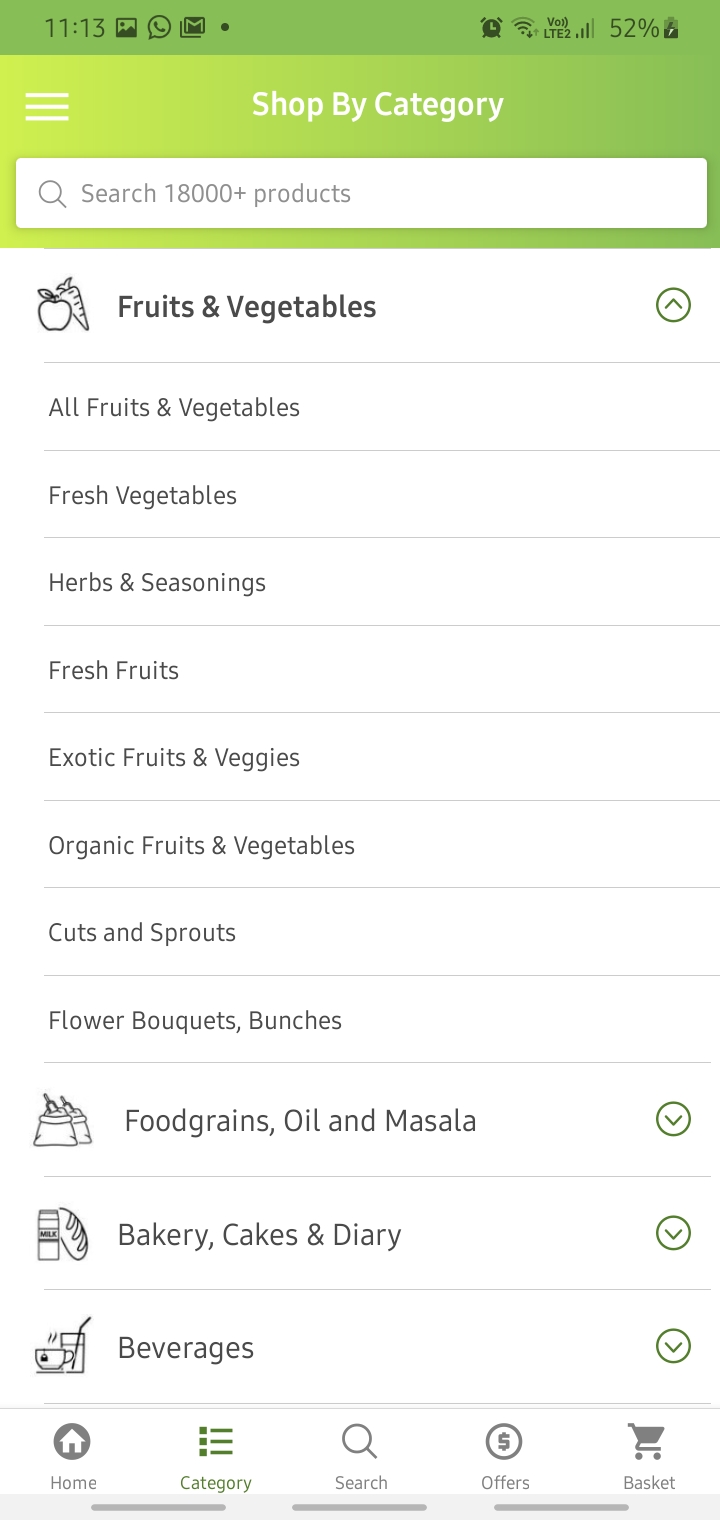 11:13
Vo))
LTE2
52%
Shop By Category
Search 18000+ products
Fruits & Vegetables
All Fruits & Vegetables
Fresh Vegetables
Herbs & Seasonings
Fresh Fruits
Exotic Fruits & Veggies
Organic Fruits & Vegetables
Cuts and Sprouts
Flower Bouquets, Bunches
Foodgrains, Oil and Masala
MILK
Bakery, Cakes & Diary
Beverages
Home
Category
Search
$
Offers
Basket